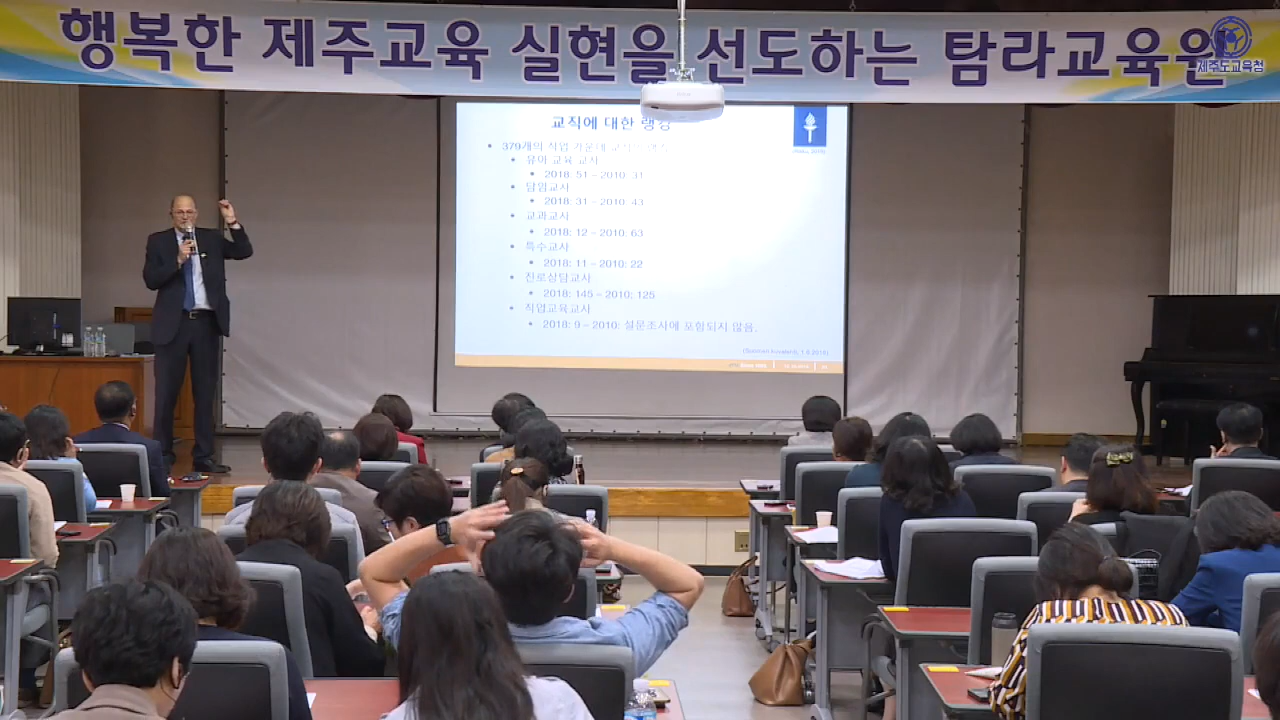 행복한 제주교육 실현을 선도하는 탐라교육원
제주도교육청
교직에 대한 랭킹
379개의 직업 가운데 교직의 랭킹
유아 교육 교사
2018: 51 – 2010: 31
담임교사
2018: 31 – 2010: 43
교과교사
2018: 12 – 2010: 63
특수교사
2018: 11 – 2010: 22
진로상담교사
2018: 145 – 2010: 125
직업교육교사
2018: 9 – 2010: 설문조사에 포함되지 않음.